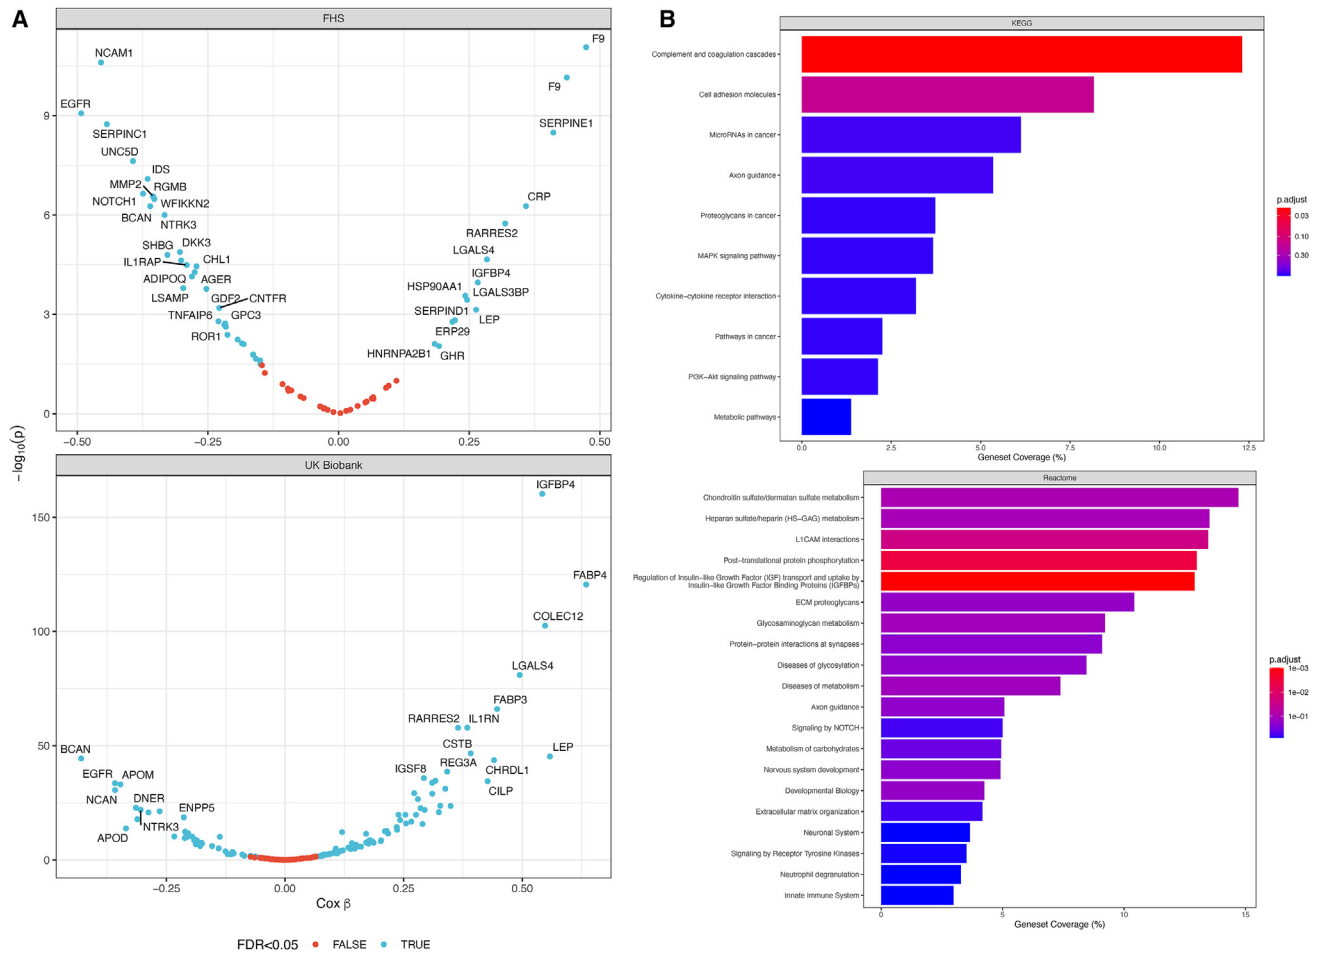 A
FHS
F9
NCAM1
F9
EGFR
SERPINE1
SERPINC1
UNC5D
IDS
MMP2
RGMB
NOTCH1
WFIKKN2
CRP
BCAN
NTRK3
RARRES2
SHBG
DKK3
LGALS4
IL1RAP
CHL1
ADIPOQ
AGER
IGFBP4
HSP90AA1
LGALS3BP
LSAMP
GDF2
CNTFR
SERPIND1
TNFAIP6
GPC3
LEP
ROR1
ERP29
HNRNPA2B1
GHR
9
6
3
0
−0.50
−0.25
0.00
0.25
0.50
−log10(p)
UK Biobank
IGFBP4
FABP4
COLEC12
LGALS4
FABP3
RARRES2
IL1RN
CSTB
LEP
BCAN
REG3A
EGFR
APOM
IGSF8
CHRDL1
CILP
NCAN
DNER
ENPP5
NTRK3
APOD
150
100
50
0
−0.25
0.00
0.25
0.50
Cox β
FDR<0.05
FALSE
TRUE
B
KEGG
Complement and coagulation cascades
Cell adhesion molecules
MicroRNAs in cancer
Axon guidance
Proteoglycans in cancer
MAPK signaling pathway
Cytokine−cytokine receptor interaction
Pathways in cancer
PI3K−Akt signaling pathway
Metabolic pathways
0.0
2.5
5.0
7.5
10.0
12.5
Geneset Coverage (%)
p.adjust
0.03
0.10
0.30
Reactome
Chondroitin sulfate/dermatan sulfate metabolism
Heparan sulfate/heparin (HS−GAG) metabolism
L1CAM interactions
Post−translational protein phosphorylation
Regulation of Insulin−like Growth Factor (IGF) transport and uptake by
Insulin−like Growth Factor Binding Proteins (IGFBPs)
ECM proteoglycans
Glycosaminoglycan metabolism
Protein−protein interactions at synapses
Diseases of glycosylation
Diseases of metabolism
Axon guidance
Signaling by NOTCH
Metabolism of carbohydrates
Nervous system development
Developmental Biology
Extracellular matrix organization
Neuronal System
Signaling by Receptor Tyrosine Kinases
Neutrophil degranulation
Innate Immune System
0
5
10
15
Geneset Coverage (%)
p.adjust
1e−03
1e−02
1e−01